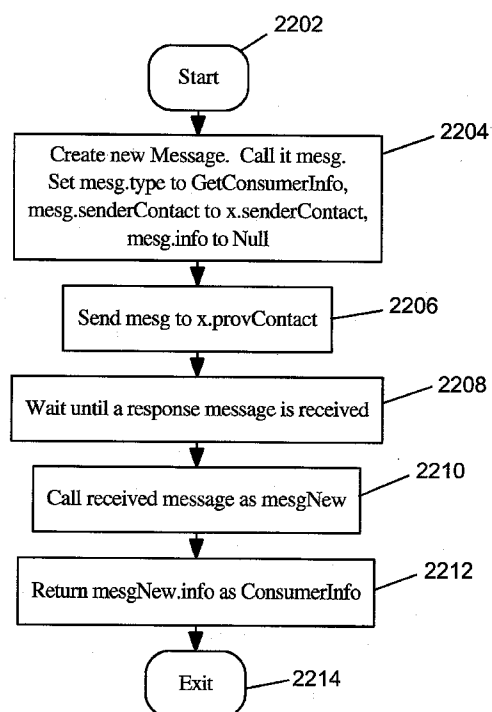 2202
Start
2204
Create new Message. Call it mesg.
Set mesg.type to GetConsumerInfo,
mesg.senderContact to x.senderContact,
mesg.info to Null
Send mesg to x.provContact
2206
Wait until a response message is received
2208
Call received message as mesgNew
2210
Return mesgNew.info as ConsumerInfo
2212
Exit
2214